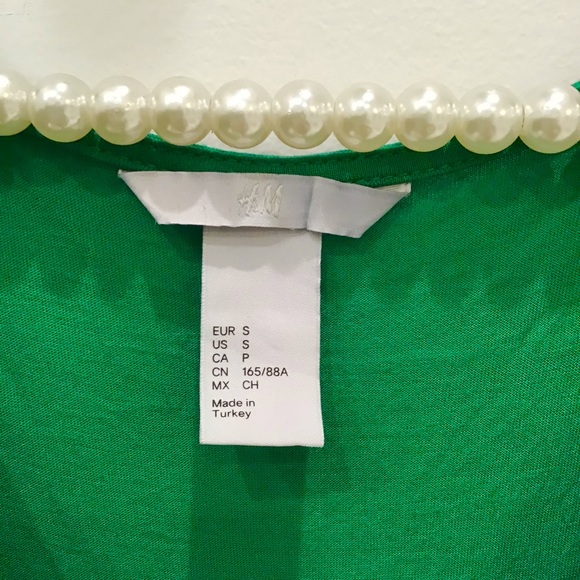 H&M
EUR S
US S
CA P
CN 165/88A
MX CH
Made in
Turkey